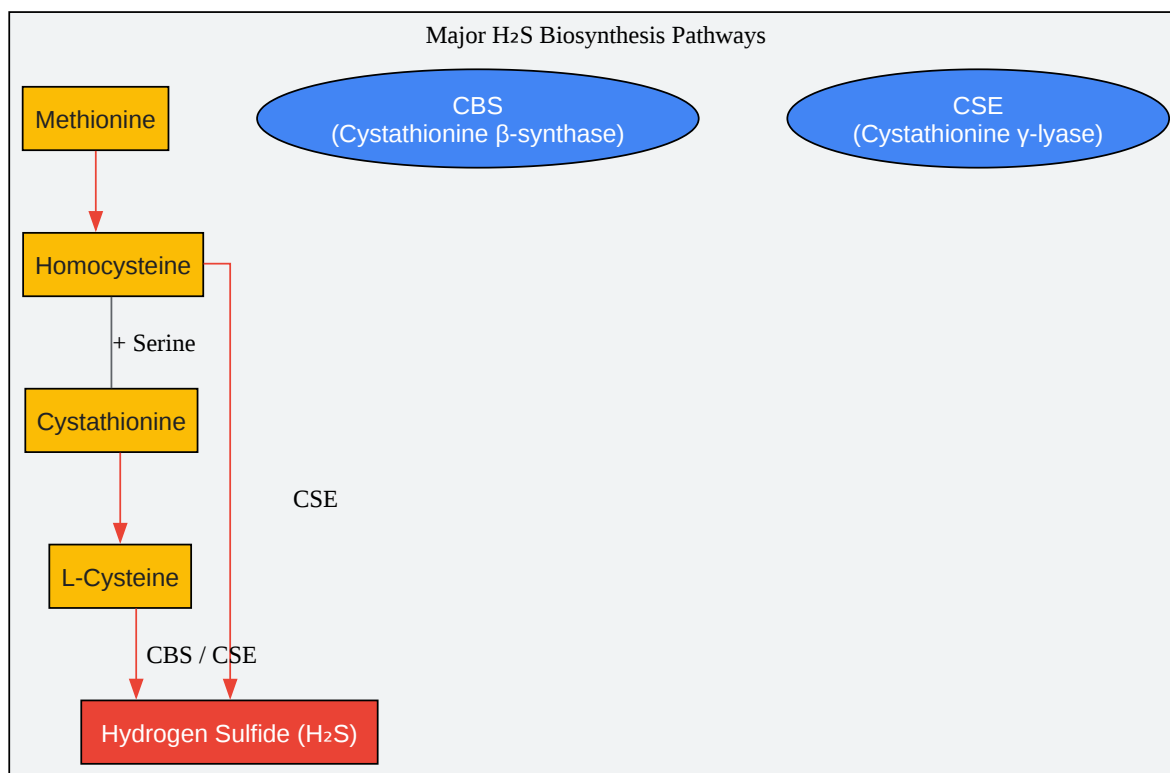 Major H₂S Biosynthesis Pathways
Methionine
CBS
(Cystathionine β-synthase)
CSE
(Cystathionine γ-lyase)
Homocysteine
+ Serine
Cystathionine
CSE
L-Cysteine
CBS / CSE
Hydrogen Sulfide (H₂S)